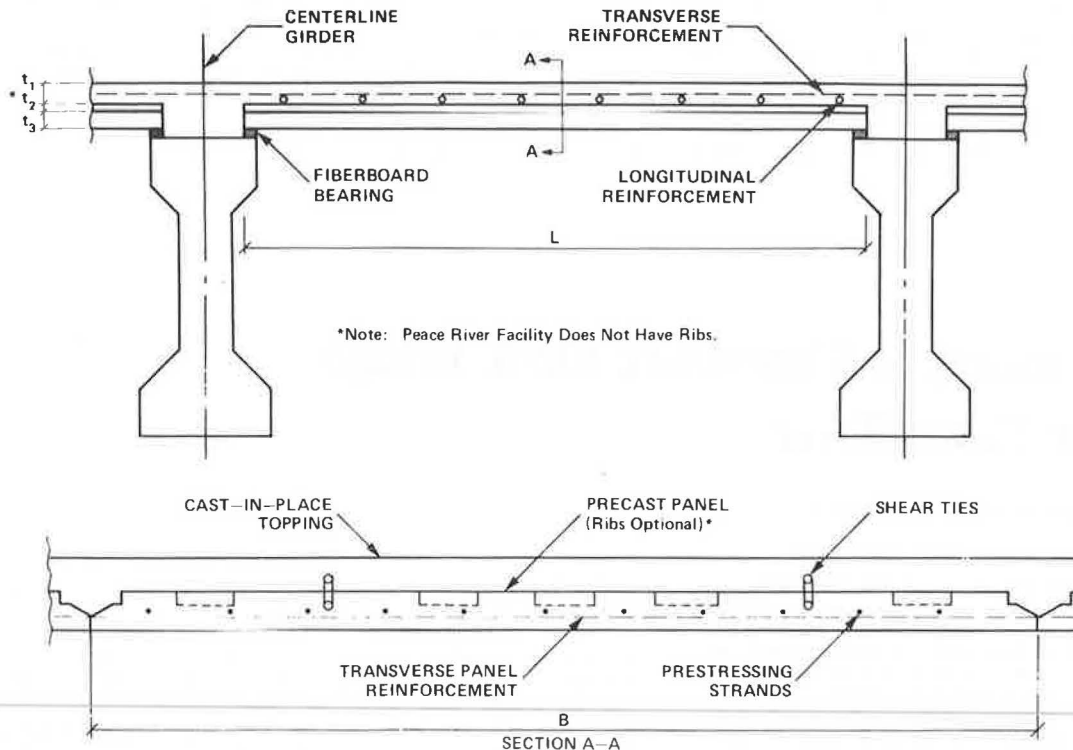 CENTERLINE
GIRDER
TRANSVERSE
REINFORCEMENT
A
t1
* t2
t3
A
FIBERBOARD
BEARING
LONGITUDINAL
REINFORCEMENT
L
*Note: Peace River Facility Does Not Have Ribs.
CAST-IN-PLACE
TOPPING
PRECAST PANEL
(Ribs Optional)*
SHEAR TIES
TRANSVERSE PANEL
REINFORCEMENT
PRESTRESSING
STRANDS
B
SECTION A-A